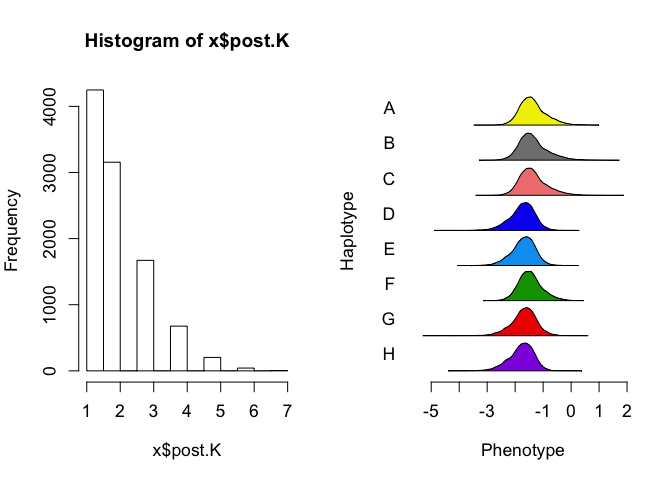 Histogram of x$post.K
Frequency
0 1000 2000 3000 4000
1 2 3 4 5 6 7
x$post.K
Haplotype
A
B
C
D
E
F
G
H
-5 -3 -1 0 1 2
Phenotype